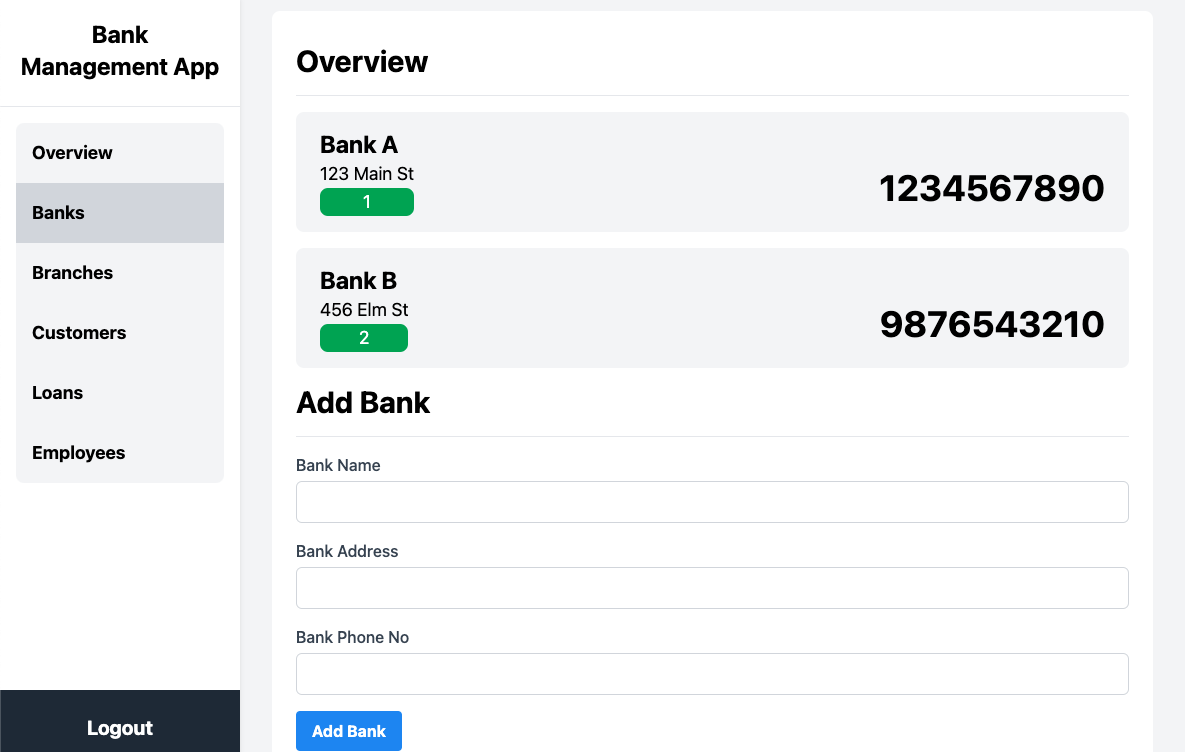 Bank
Management App
Overview
Banks
Branches
Customers
Loans
Employees
Logout
Overview
Bank A
123 Main St
1
1234567890
Bank B
456 Elm St
2
9876543210
Add Bank
Bank Name
Bank Address
Bank Phone No
Add Bank